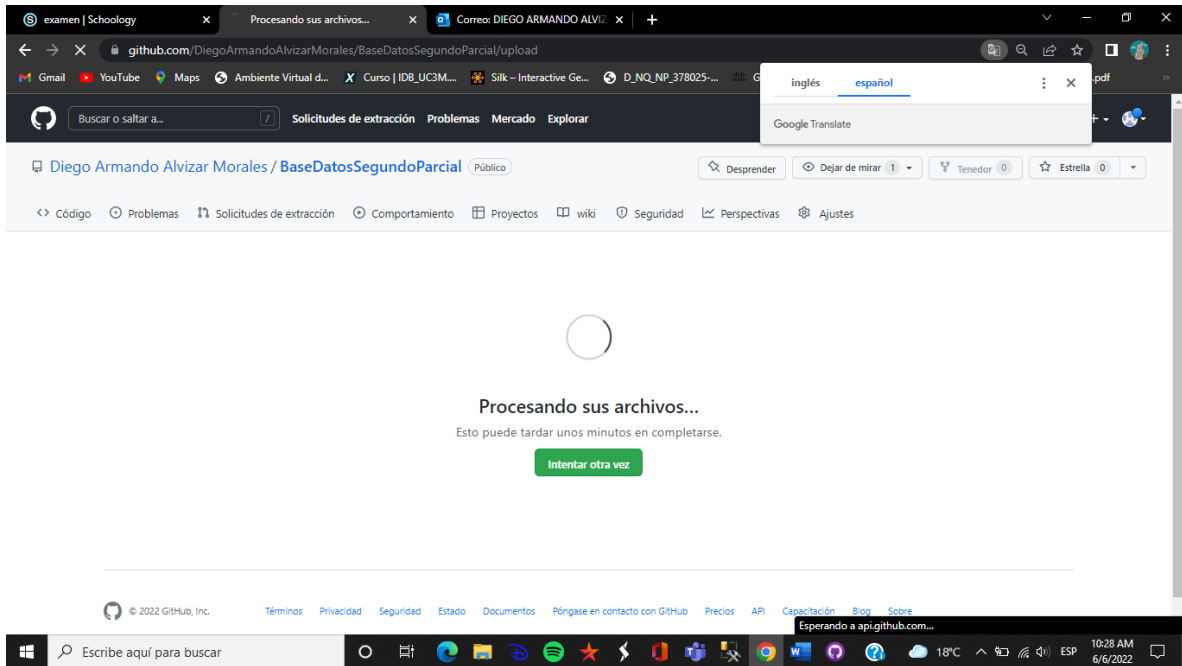 examen | Schoology
Procesando sus archivos...
Correo: DIEGO ARMANDO ALVIZ
github.com/DiegoArmandoAlvizarMorales/BaseDatosSegundoParcial/upload
Gmail YouTube Maps Ambiente Virtual d... Curso | IDB_UC3M.... Silk – Interactive Ge... D_NQ_NP_378025-... G .pdf
inglés español
Google Translate
Buscar o saltar a... / Solicitudes de extracción Problemas Mercado Explorar
Diego Armando Alvizar Morales / BaseDatosSegundoParcial Público
Desprender Dejar de mirar 1 Tenedor 0 Estrella 0
Código Problemas Solicitudes de extracción Comportamiento Proyectos wiki Seguridad Perspectivas Ajustes
Procesando sus archivos...
Esto puede tardar unos minutos en completarse.
Intentar otra vez
© 2022 GitHub, Inc. Términos Privacidad Seguridad Estado Documentos Póngase en contacto con GitHub Precios API Capacitación Blog Sobre
Esperando a api.github.com...
Escribe aquí para buscar
18°C ESP 10:28 AM
6/6/2022